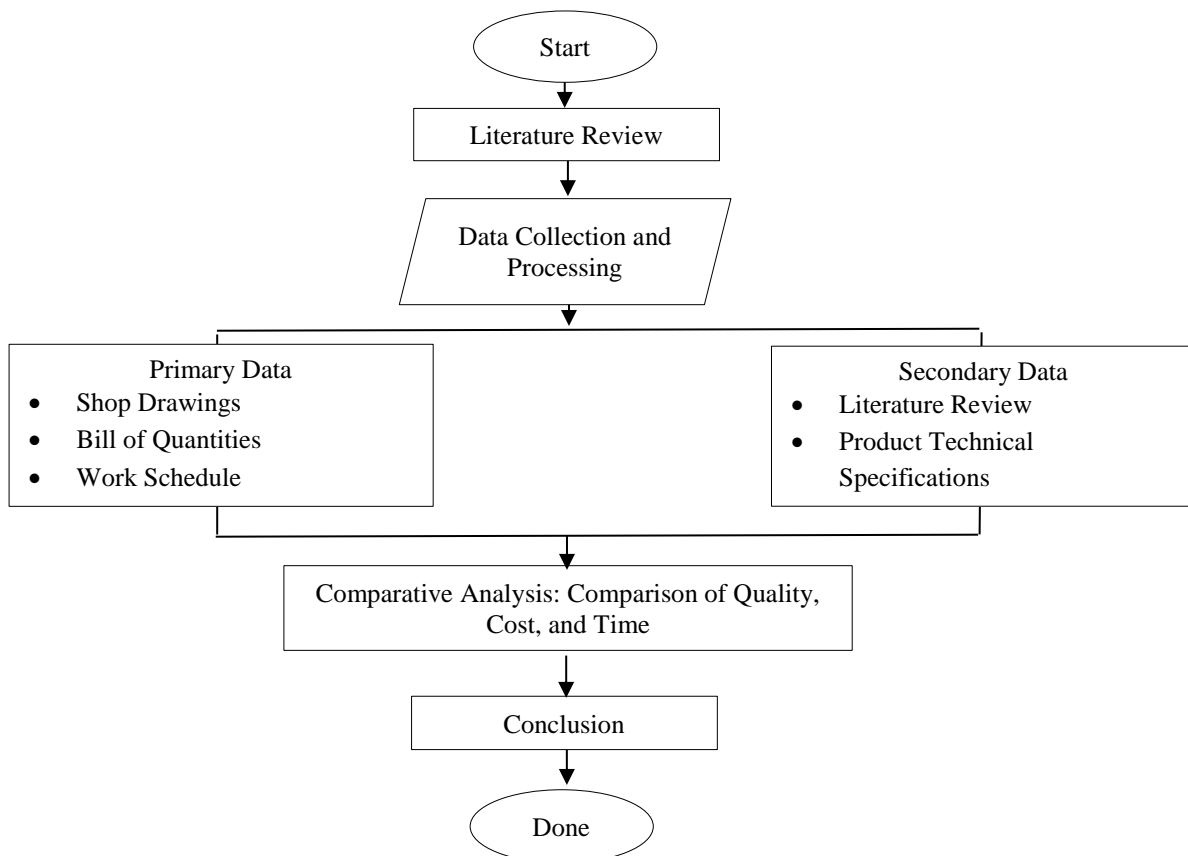 Start
Literature Review
Data Collection and
Processing
Primary Data
• Shop Drawings
• Bill of Quantities
• Work Schedule
Secondary Data
• Literature Review
• Product Technical
Specifications
Comparative Analysis: Comparison of Quality,
Cost, and Time
Conclusion
Done